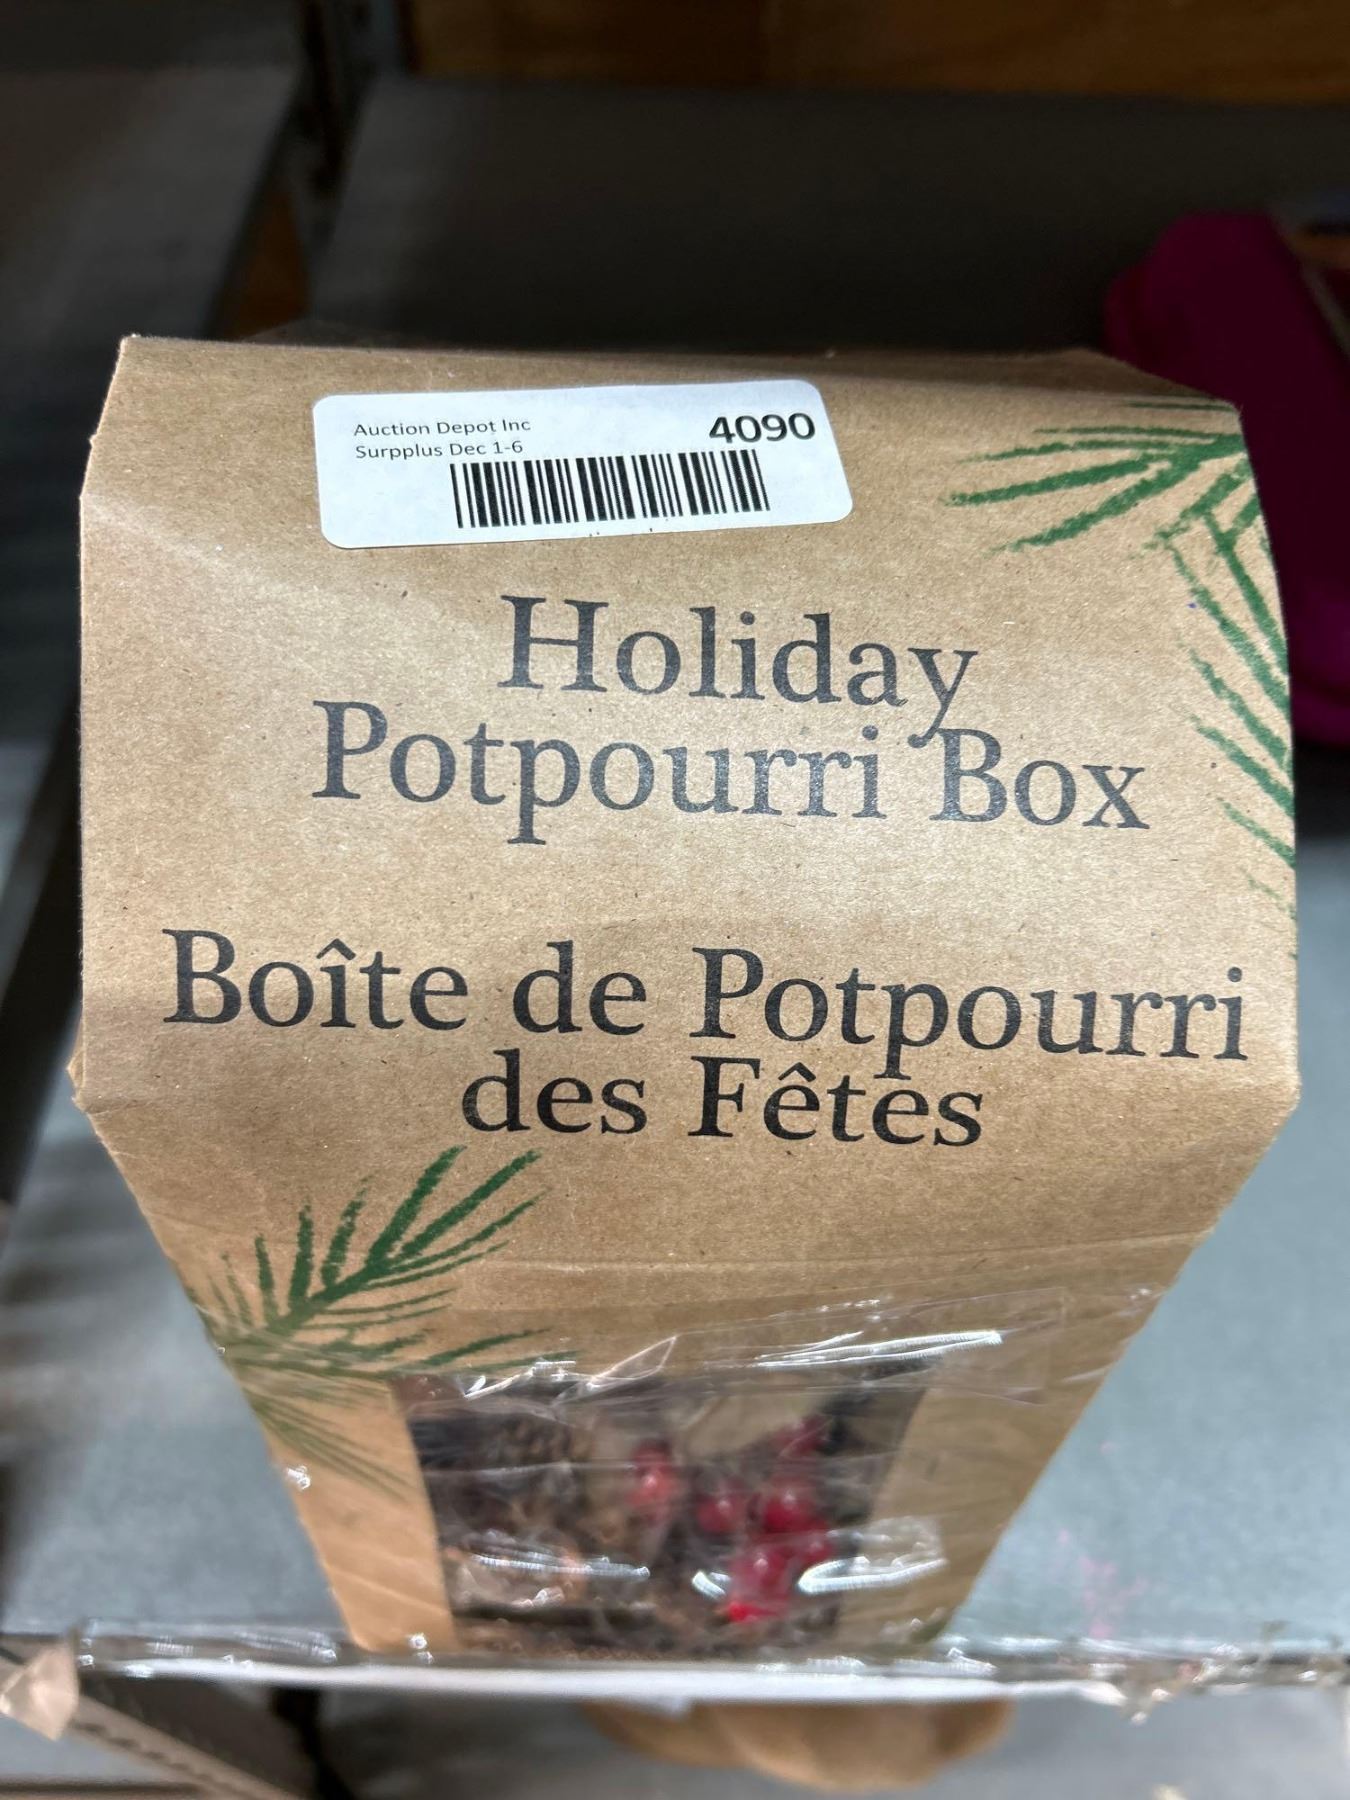 Auction Depot Inc
4090
Surpplus Dec 1-6
Holiday
Potpourri Box
Boîte de Potpourri
des Fêtes